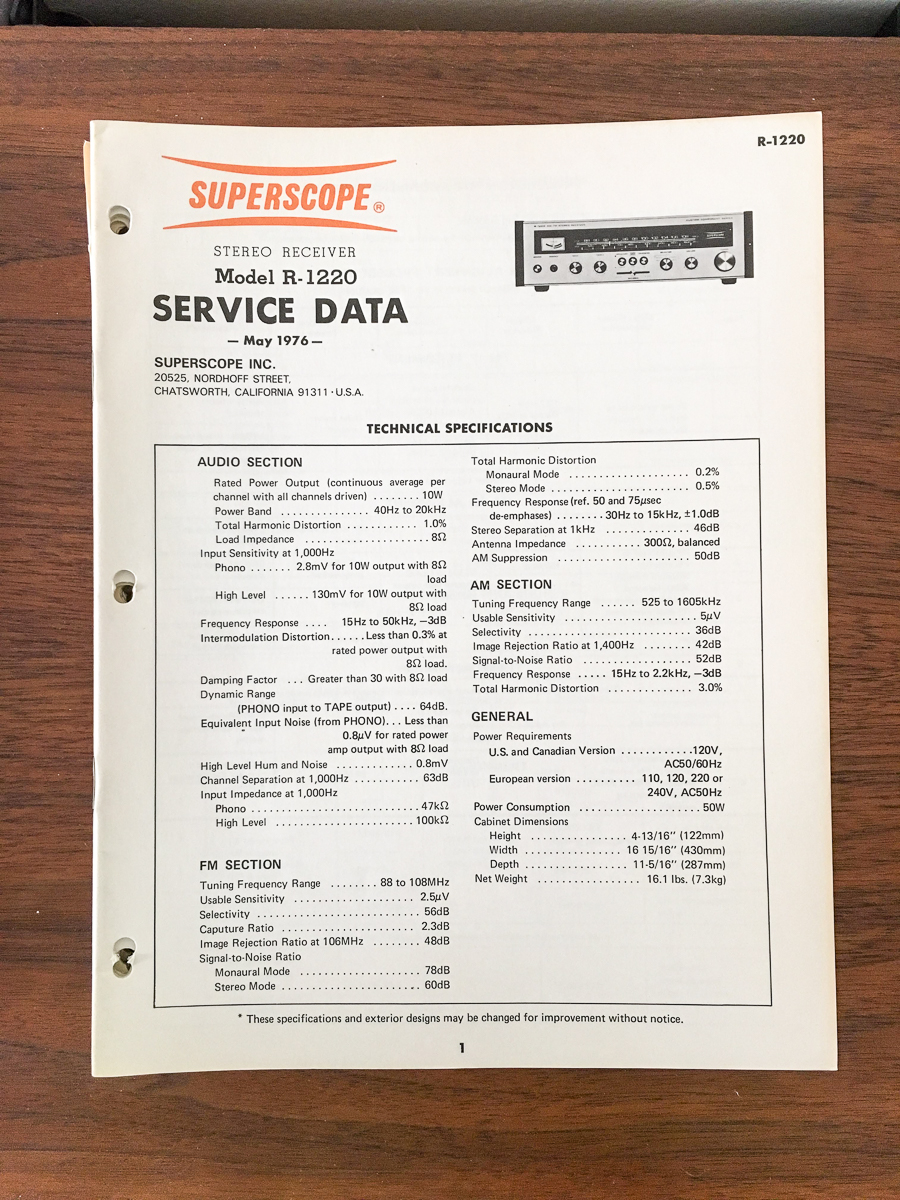 R-1220
SUPERSCOPE®
STEREO RECEIVER
Model R-1220
SERVICE DATA
— May 1976 —
SUPERSCOPE INC.
20525, NORDHOFF STREET,
CHATSWORTH, CALIFORNIA 91311 · U.S.A.
TECHNICAL SPECIFICATIONS
AUDIO SECTION
Rated Power Output (continuous average per
channel with all channels driven) ........ 10W
Power Band ............... 40Hz to 20kHz
Total Harmonic Distortion ............ 1.0%
Load Impedance .................... 8Ω
Input Sensitivity at 1,000Hz
Phono ....... 2.8mV for 10W output with 8Ω
load
High Level ...... 130mV for 10W output with
8Ω load
Frequency Response .... 15Hz to 50kHz, −3dB
Intermodulation Distortion...... Less than 0.3% at
rated power output with
8Ω load.
Damping Factor ... Greater than 30 with 8Ω load
Dynamic Range
(PHONO input to TAPE output) .... 64dB.
Equivalent Input Noise (from PHONO)... Less than
0.8μV for rated power
amp output with 8Ω load
High Level Hum and Noise ............ 0.8mV
Channel Separation at 1,000Hz ........... 63dB
Input Impedance at 1,000Hz
Phono ............................ 47kΩ
High Level ....................... 100kΩ
FM SECTION
Tuning Frequency Range ........ 88 to 108MHz
Usable Sensitivity .................... 2.5μV
Selectivity ........................... 56dB
Caputure Ratio ....................... 2.3dB
Image Rejection Ratio at 106MHz ........ 48dB
Signal-to-Noise Ratio
Monaural Mode .................... 78dB
Stereo Mode ....................... 60dB
Total Harmonic Distortion
Monaural Mode .................... 0.2%
Stereo Mode ....................... 0.5%
Frequency Response (ref. 50 and 75μsec
de-emphases) ........ 30Hz to 15kHz, ±1.0dB
Stereo Separation at 1kHz ................ 46dB
Antenna Impedance ........... 300Ω, balanced
AM Suppression ...................... 50dB
AM SECTION
Tuning Frequency Range ...... 525 to 1605kHz
Usable Sensitivity ...................... 5μV
Selectivity ........................... 36dB
Image Rejection Ratio at 1,400Hz ........ 42dB
Signal-to-Noise Ratio .................. 52dB
Frequency Response ..... 15Hz to 2.2kHz, −3dB
Total Harmonic Distortion .............. 3.0%
GENERAL
Power Requirements
U.S. and Canadian Version ............ 120V,
AC50/60Hz
European version .......... 110, 120, 220 or
240V, AC50Hz
Power Consumption .................... 50W
Cabinet Dimensions
Height ................ 4-13/16" (122mm)
Width ................ 16 15/16" (430mm)
Depth ................. 11-5/16" (287mm)
Net Weight ................. 16.1 lbs. (7.3kg)
* These specifications and exterior designs may be changed for improvement without notice.
1